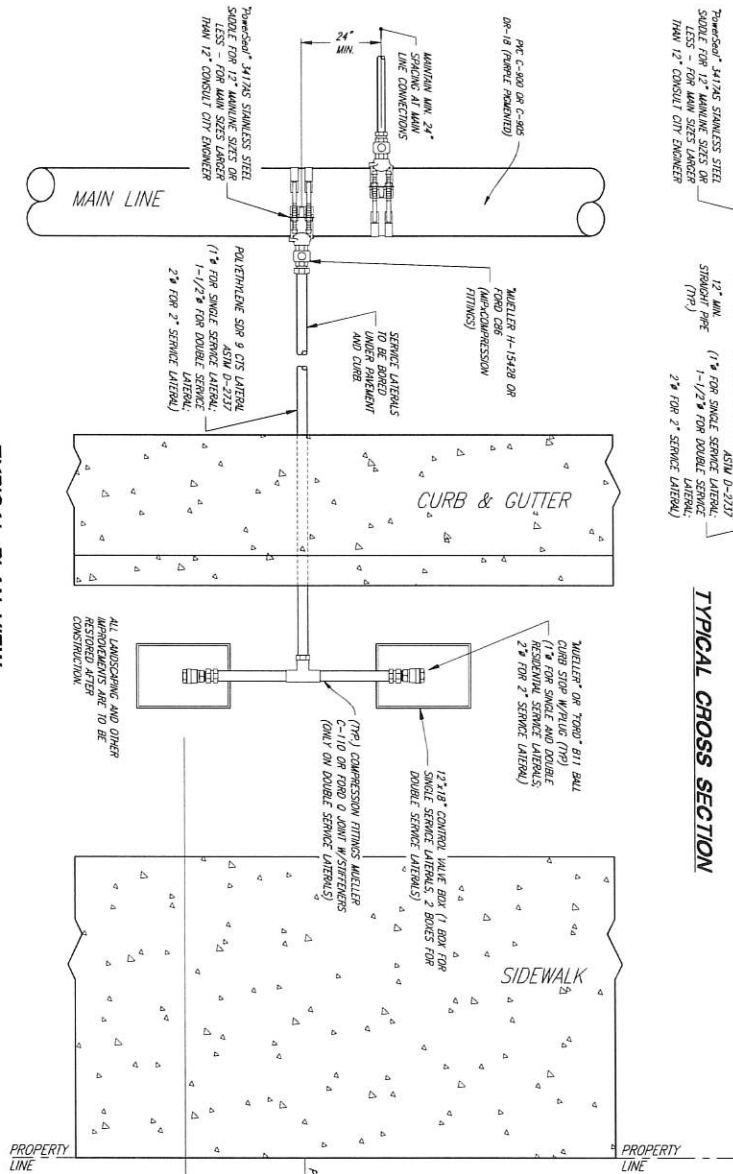 "PowerSeal" 3417AS STAINLESS STEEL
SADDLE FOR 12" MAINLINE SIZES OR
LESS - FOR MAIN SIZES LARGER
THAN 12" CONSULT CITY ENGINEER
12" MIN.
STRAIGHT PIPE
(TYP.)
ASTM D-2737
(1"ø FOR SINGLE SERVICE LATERAL;
1-1/2"ø FOR DOUBLE SERVICE
LATERAL;
2"ø FOR 2" SERVICE LATERAL)
TYPICAL CROSS SECTION
PVC C-900 OR C-905
DR-18 (PURPLE PIGMENTED)
MAINTAIN MIN. 24"
SPACING AT MAIN
LINE CONNECTIONS
24"
MIN.
"PowerSeal" 3417AS STAINLESS STEEL
SADDLE FOR 12" MAINLINE SIZES OR
LESS - FOR MAIN SIZES LARGER
THAN 12" CONSULT CITY ENGINEER
MAIN LINE
"MUELLER H-15428 OR
FORD C86
(MIPxCOMPRESSION
FITTINGS)
SERVICE LATERALS
TO BE BORED
UNDER PAVEMENT
AND CURB.
POLYETHYLENE SDR 9 CTS LATERAL
ASTM D-2737
(1"ø FOR SINGLE SERVICE LATERAL;
1-1/2"ø FOR DOUBLE SERVICE
LATERAL;
2"ø FOR 2" SERVICE LATERAL)
CURB & GUTTER
"MUELLER" OR "FORD" B11 BALL
CURB STOP W/PLUG (TYP)
(1"ø FOR SINGLE AND DOUBLE
RESIDENTIAL SERVICE LATERALS;
2"ø FOR 2" SERVICE LATERAL)
12"x18" CONTROL VALVE BOX (1 BOX FOR
SINGLE SERVICE LATERALS, 2 BOXES FOR
DOUBLE SERVICE LATERALS)
(TYP.) COMPRESSION FITTINGS MUELLER
C-110 OR FORD Q JOINT W/STIFFENERS
(ONLY ON DOUBLE SERVICE LATERALS)
ALL LANDSCAPING AND OTHER
IMPROVEMENTS ARE TO BE
RESTORED AFTER
CONSTRUCTION.
SIDEWALK
PROPERTY
LINE
PROPERTY
LINE
TYPICAL PLAN VIEW